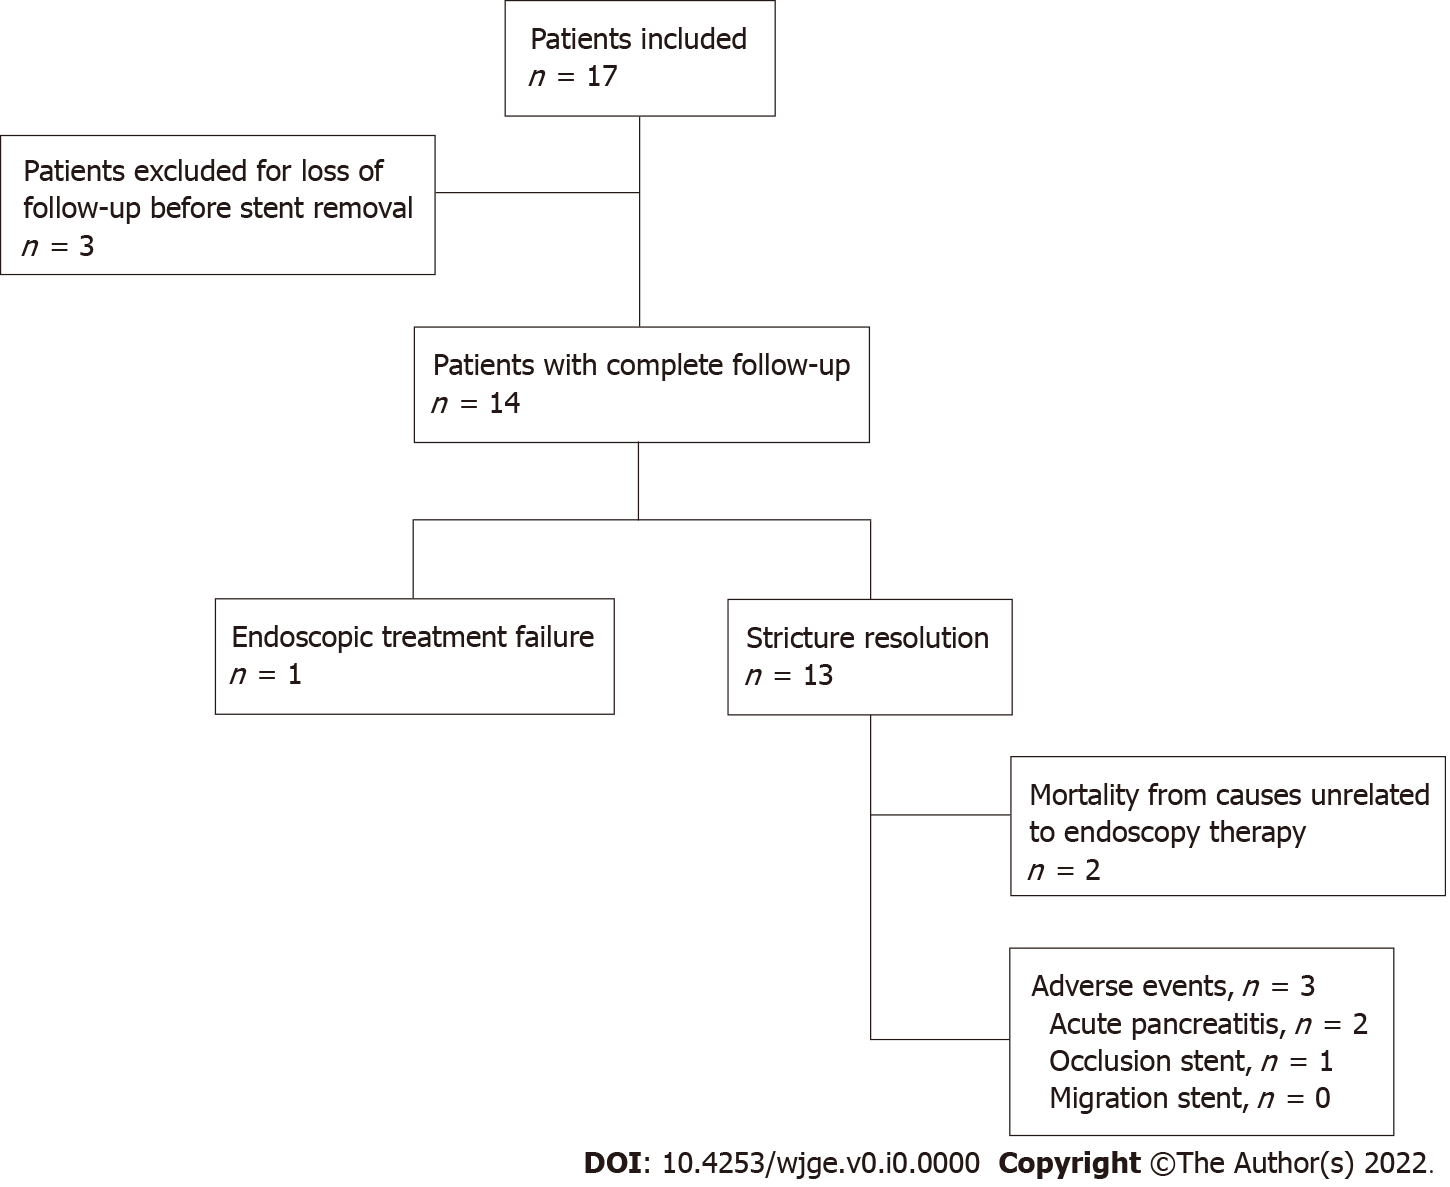 Patients included
n = 17
Patients excluded for loss of
follow-up before stent removal
n = 3
Patients with complete follow-up
n = 14
Endoscopic treatment failure
n = 1
Stricture resolution
n = 13
Mortality from causes unrelated
to endoscopy therapy
n = 2
Adverse events, n = 3
Acute pancreatitis, n = 2
Occlusion stent, n = 1
Migration stent, n = 0
DOI: 10.4253/wjge.v0.i0.0000 Copyright ©The Author(s) 2022.